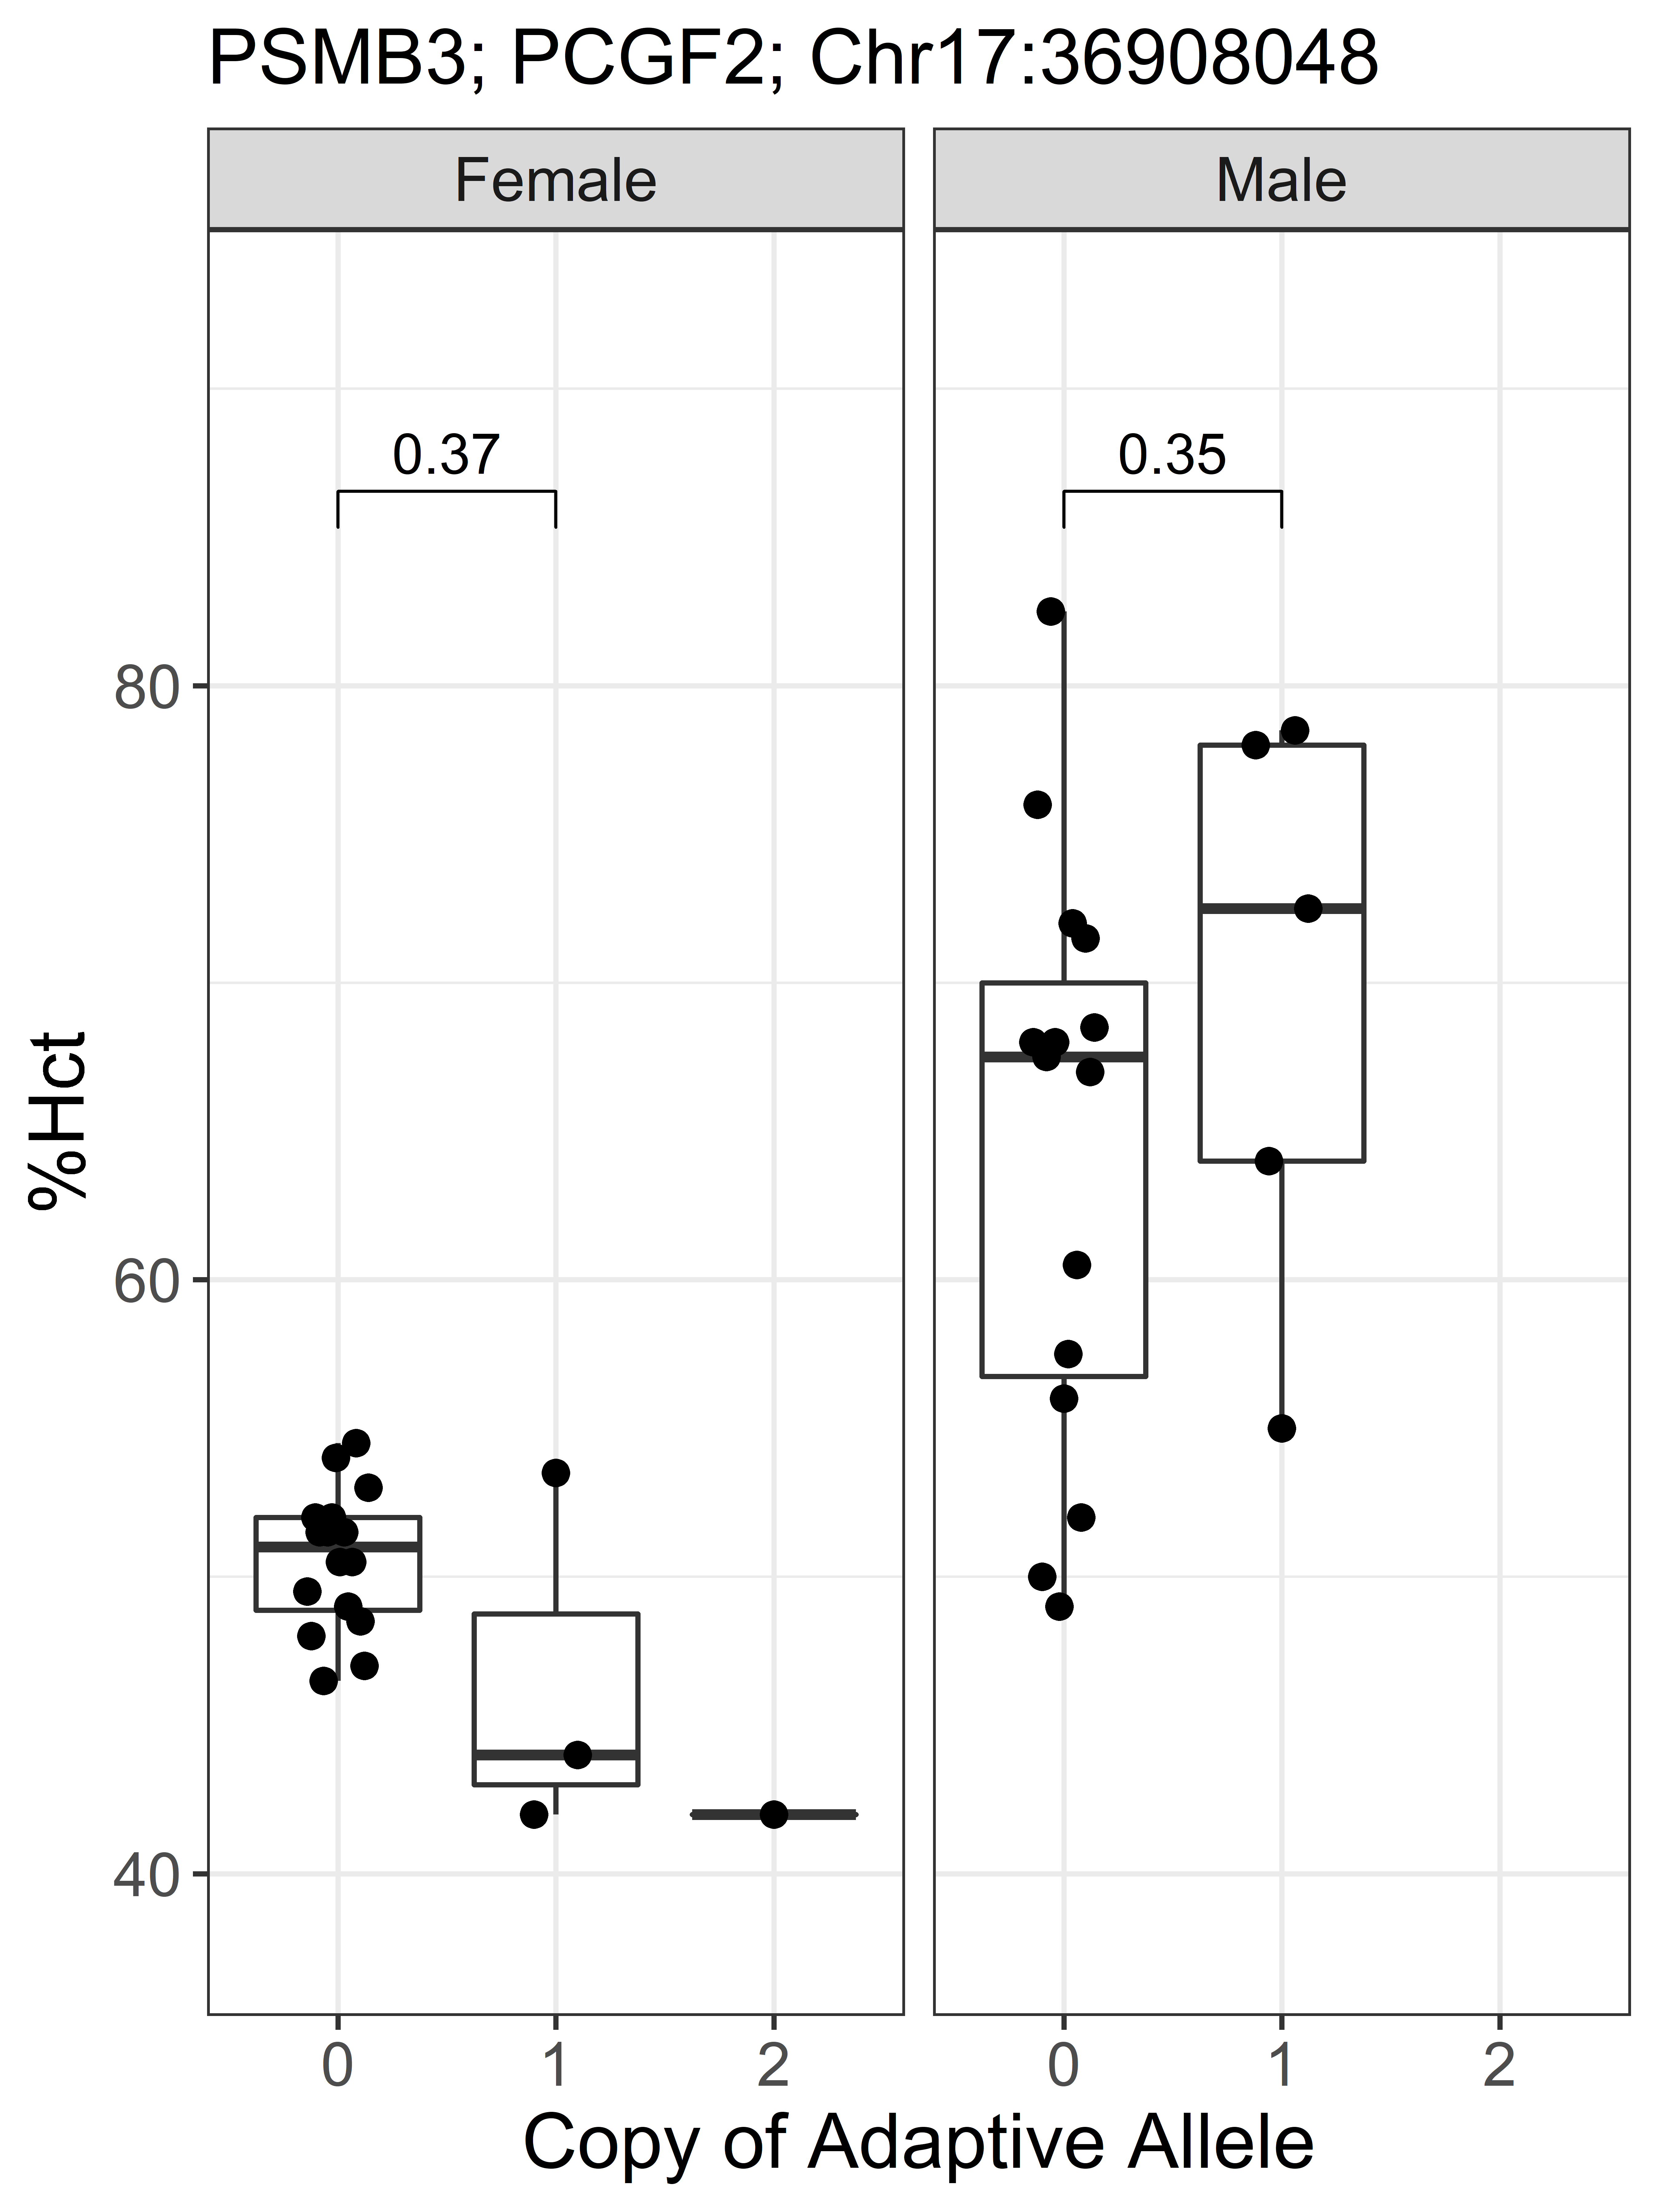 PSMB3; PCGF2; Chr17:36908048
Female Male
0.37 0.35
80
60
40
%Hct
0 1 2 0 1 2
Copy of Adaptive Allele